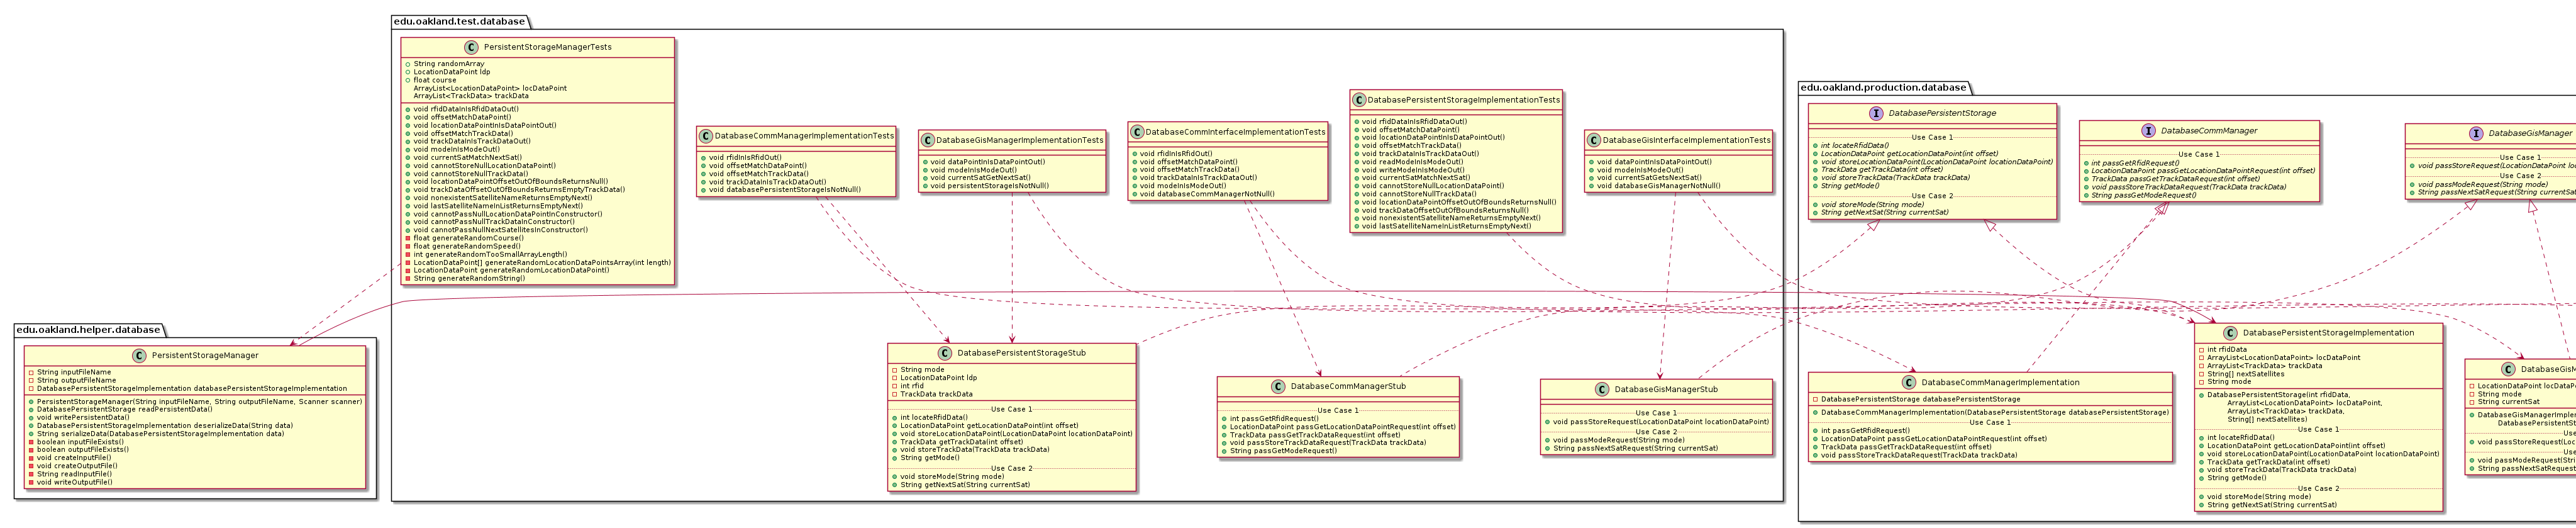 edu.oakland.test.database
PersistentStorageManagerTests
String randomArray
LocationDataPoint ldp
float course
ArrayList<LocationDataPoint> locDataPoint
ArrayList<TrackData> trackData
void rfidDataInIsRfidDataOut()
void offsetMatchDataPoint()
void locationDataPointInIsDataPointOut()
void offsetMatchTrackData()
void trackDataInIsTrackDataOut()
void modeInIsModeOut()
void currentSatMatchNextSat()
void cannotStoreNullLocationDataPoint()
void cannotStoreNullTrackData()
void locationDataPointOffsetOutOfBoundsReturnsNull()
void trackDataOffsetOutOfBoundsReturnsEmptyTrackData()
void nonexistentSatelliteNameReturnsEmptyNext()
void lastSatelliteNameInListReturnsEmptyNext()
void cannotPassNullLocationDataPointInConstructor()
void cannotPassNullTrackDataInConstructor()
void cannotPassNullNextSatellitesInConstructor()
float generateRandomCourse()
float generateRandomSpeed()
int generateRandomTooSmallArrayLength()
LocationDataPoint[] generateRandomLocationDataPointsArray(int length)
LocationDataPoint generateRandomLocationDataPoint()
String generateRandomString()
DatabaseCommManagerImplementationTests
void rfidInIsRfidOut()
void offsetMatchDataPoint()
void offsetMatchTrackData()
void trackDataInIsTrackDataOut()
void databasePersistentStorageIsNotNull()
DatabaseGisManagerImplementationTests
void dataPointInIsDataPointOut()
void modeInIsModeOut()
void currentSatGetNextSat()
void persistentStorageIsNotNull()
DatabaseCommInterfaceImplementationTests
void rfidInIsRfidOut()
void offsetMatchDataPoint()
void offsetMatchTrackData()
void trackDataInIsTrackDataOut()
void modeInIsModeOut()
void databaseCommManagerNotNull()
DatabasePersistentStorageImplementationTests
void rfidDataInIsRfidDataOut()
void offsetMatchDataPoint()
void locationDataPointInIsDataPointOut()
void offsetMatchTrackData()
void trackDataInIsTrackDataOut()
void readModeInIsModeOut()
void writeModeInIsModeOut()
void currentSatMatchNextSat()
void cannotStoreNullLocationDataPoint()
void cannotStoreNullTrackData()
void locationDataPointOffsetOutOfBoundsReturnsNull()
void trackDataOffsetOutOfBoundsReturnsNull()
void nonexistentSatelliteNameReturnsEmptyNext()
void lastSatelliteNameInListReturnsEmptyNext()
DatabaseGisInterfaceImplementationTests
void dataPointInIsDataPointOut()
void modeInIsModeOut()
void currentSatGetsNextSat()
void databaseGisManagerNotNull()
edu.oakland.production.database
DatabasePersistentStorage
Use Case 1
int locateRfidData()
LocationDataPoint getLocationDataPoint(int offset)
void storeLocationDataPoint(LocationDataPoint locationDataPoint)
TrackData getTrackData(int offset)
void storeTrackData(TrackData trackData)
String getMode()
Use Case 2
void storeMode(String mode)
String getNextSat(String currentSat)
DatabaseCommManager
Use Case 1
int passGetRfidRequest()
LocationDataPoint passGetLocationDataPointRequest(int offset)
TrackData passGetTrackDataRequest(int offset)
void passStoreTrackDataRequest(TrackData trackData)
String passGetModeRequest()
DatabaseGisManager
Use Case 1
void passStoreRequest(LocationDataPoint loc
Use Case 2
void passModeRequest(String mode)
String passNextSatRequest(String currentSat
edu.oakland.helper.database
PersistentStorageManager
String inputFileName
String outputFileName
DatabasePersistentStorageImplementation databasePersistentStorageImplementation
PersistentStorageManager(String inputFileName, String outputFileName, Scanner scanner)
DatabasePersistentStorage readPersistentData()
void writePersistentData()
DatabasePersistentStorageImplementation deserializeData(String data)
String serializeData(DatabasePersistentStorageImplementation data)
boolean inputFileExists()
boolean outputFileExists()
void createInputFile()
void createOutputFile()
String readInputFile()
void writeOutputFile()
DatabasePersistentStorageStub
String mode
LocationDataPoint ldp
int rfid
TrackData trackData
Use Case 1
int locateRfidData()
LocationDataPoint getLocationDataPoint(int offset)
void storeLocationDataPoint(LocationDataPoint locationDataPoint)
TrackData getTrackData(int offset)
void storeTrackData(TrackData trackData)
String getMode()
Use Case 2
void storeMode(String mode)
String getNextSat(String currentSat)
DatabaseCommManagerStub
Use Case 1
int passGetRfidRequest()
LocationDataPoint passGetLocationDataPointRequest(int offset)
TrackData passGetTrackDataRequest(int offset)
void passStoreTrackDataRequest(TrackData trackData)
String passGetModeRequest()
DatabaseGisManagerStub
Use Case 1
void passStoreRequest(LocationDataPoint locationDataPoint)
Use Case 2
void passModeRequest(String mode)
String passNextSatRequest(String currentSat)
DatabaseCommManagerImplementation
DatabasePersistentStorage databasePersistentStorage
DatabaseCommManagerImplementation(DatabasePersistentStorage databasePersistentStorage)
Use Case 1
int passGetRfidRequest()
LocationDataPoint passGetLocationDataPointRequest(int offset)
TrackData passGetTrackDataRequest(int offset)
void passStoreTrackDataRequest(TrackData trackData)
DatabasePersistentStorageImplementation
int rfidData
ArrayList<LocationDataPoint> locDataPoint
ArrayList<TrackData> trackData
String[] nextSatellites
String mode
DatabasePersistentStorage(int rfidData,
ArrayList<LocationDataPoint> locDataPoint,
ArrayList<TrackData> trackData,
String[] nextSatellites)
Use Case 1
int locateRfidData()
LocationDataPoint getLocationDataPoint(int offset)
void storeLocationDataPoint(LocationDataPoint locationDataPoint)
TrackData getTrackData(int offset)
void storeTrackData(TrackData trackData)
String getMode()
Use Case 2
void storeMode(String mode)
String getNextSat(String currentSat)
DatabaseGisM
LocationDataPoint locDataPo
String mode
String currentSat
DatabaseGisManagerImplem
DatabasePersistentSt
Us
void passStoreRequest(Loc
Us
void passModeRequest(Stri
String passNextSatRequest